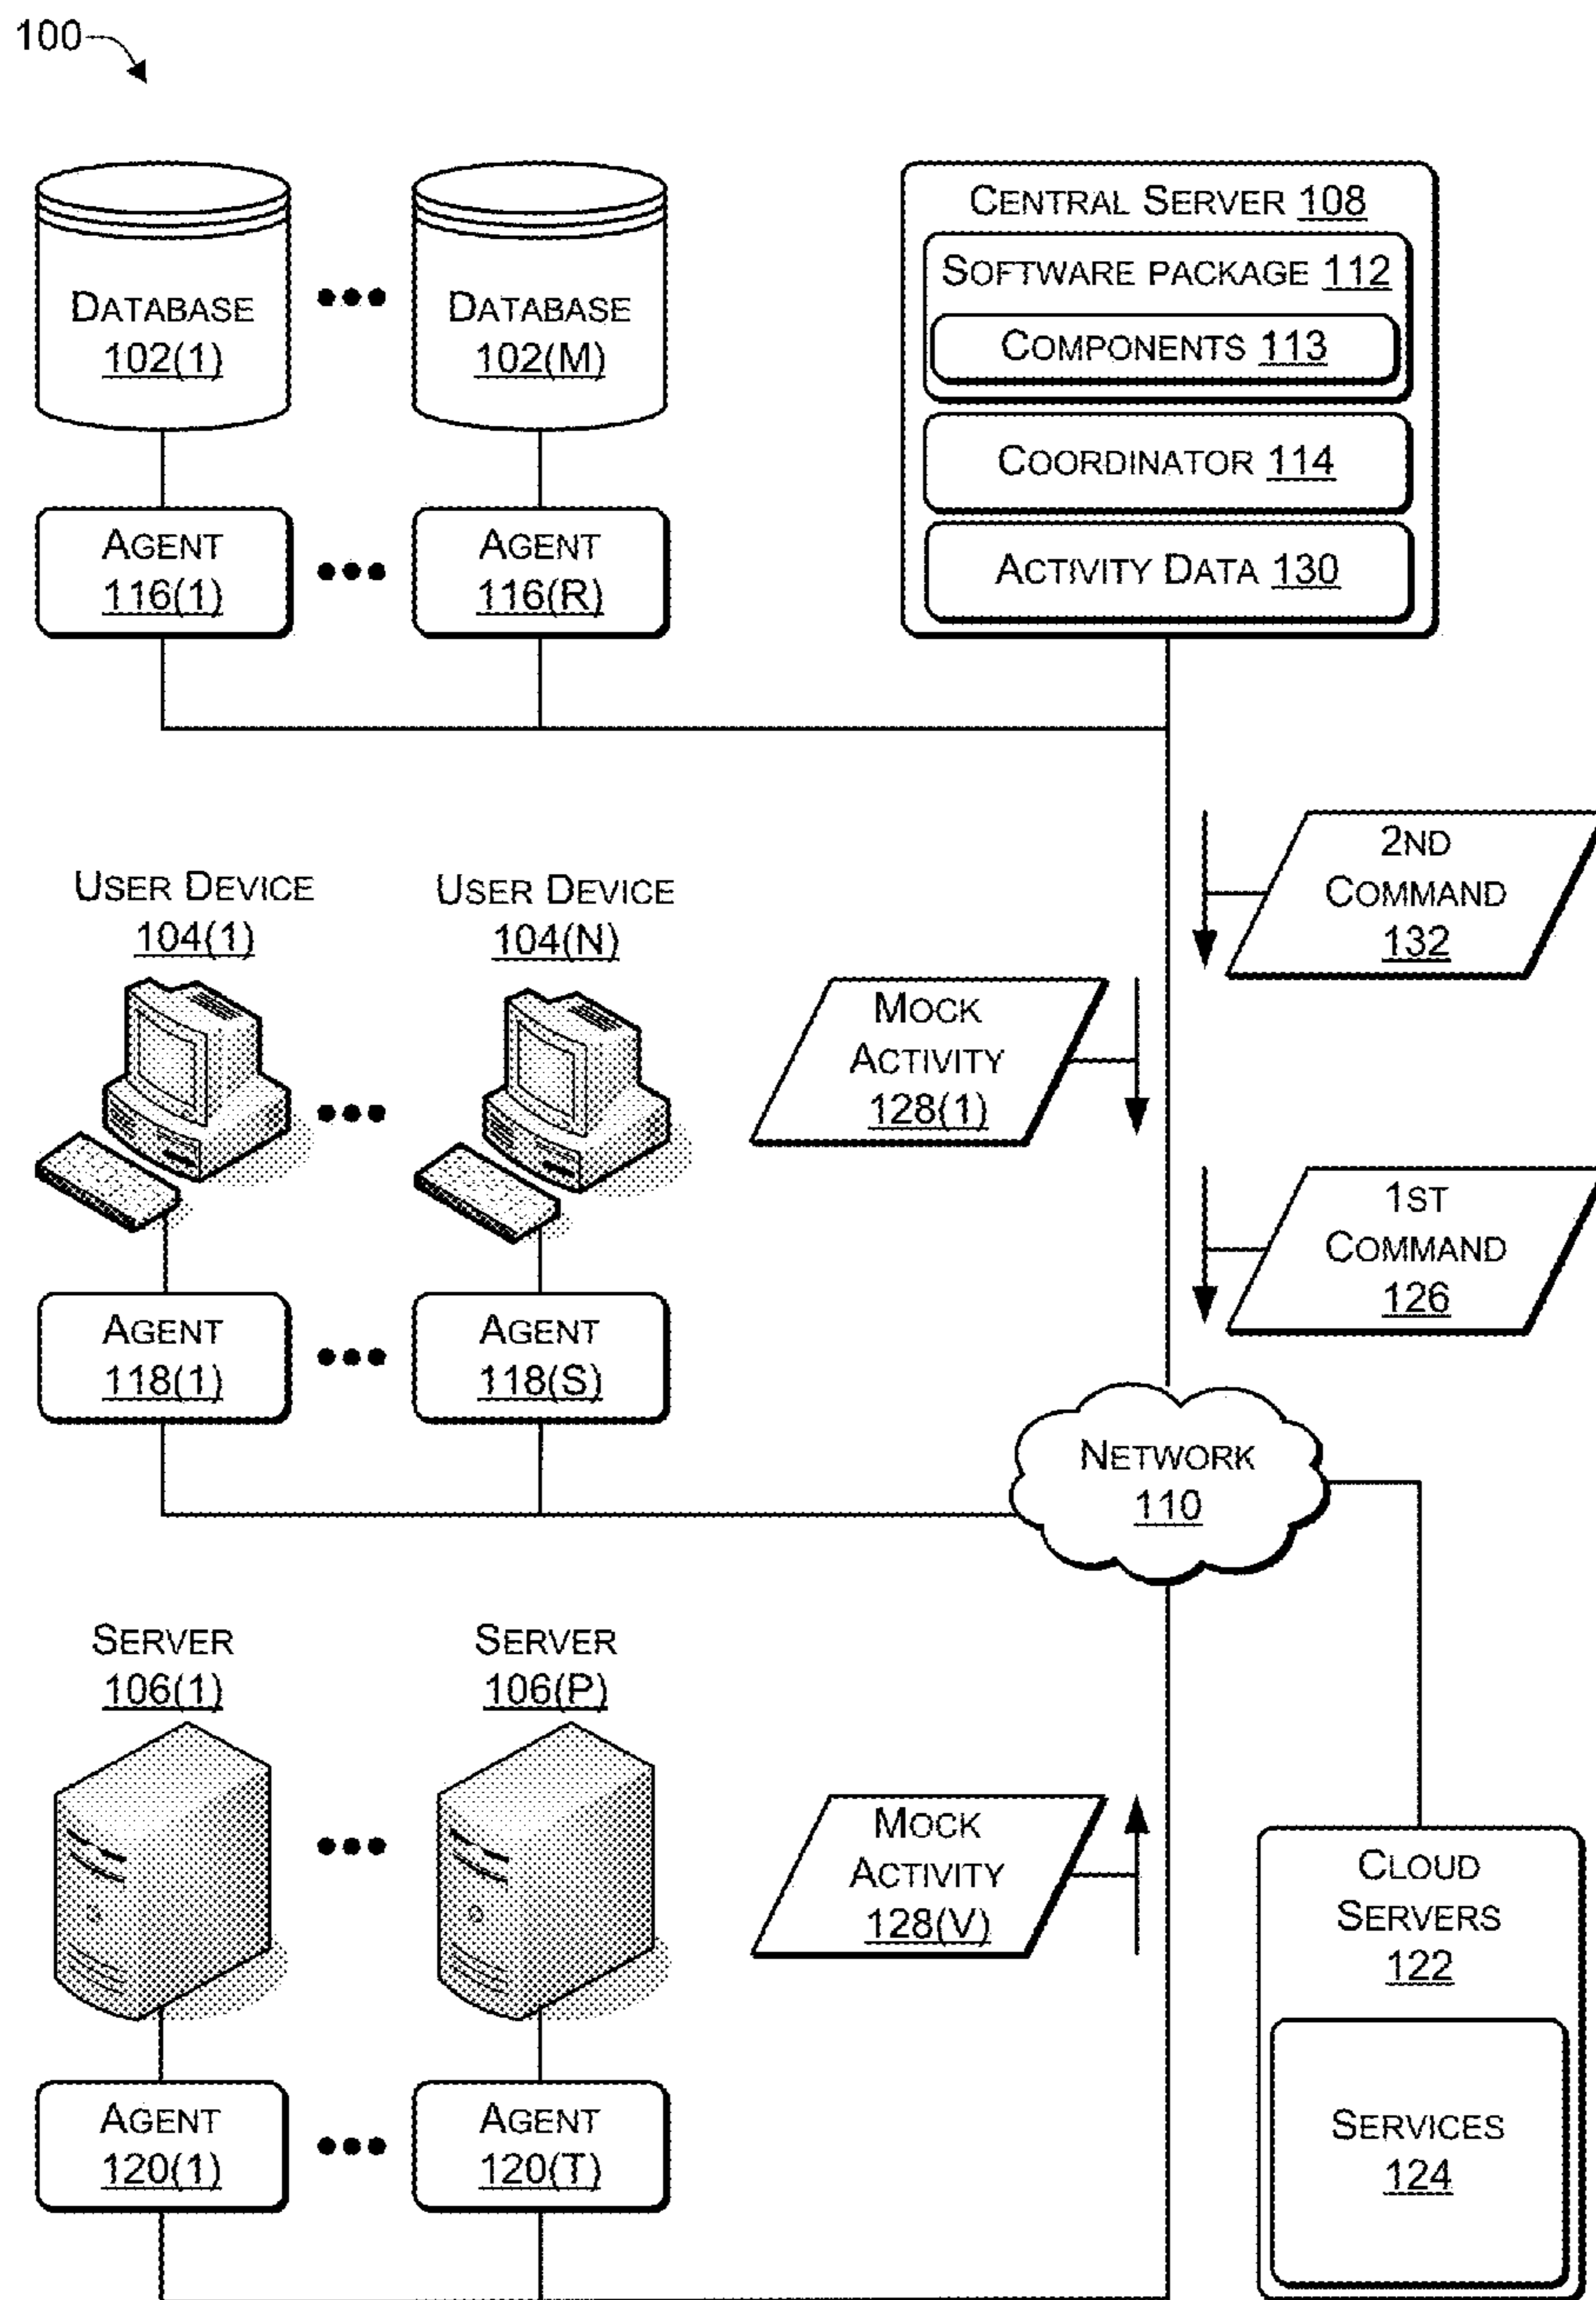 100
DATABASE
102(1)
DATABASE
102(M)
CENTRAL SERVER 108
SOFTWARE PACKAGE 112
COMPONENTS 113
COORDINATOR 114
ACTIVITY DATA 130
AGENT
116(1)
AGENT
116(R)
2ND
COMMAND
132
USER DEVICE
104(1)
USER DEVICE
104(N)
MOCK
ACTIVITY
128(1)
1ST
COMMAND
126
AGENT
118(1)
AGENT
118(S)
NETWORK
110
SERVER
106(1)
SERVER
106(P)
MOCK
ACTIVITY
128(V)
CLOUD
SERVERS
122
SERVICES
124
AGENT
120(1)
AGENT
120(T)